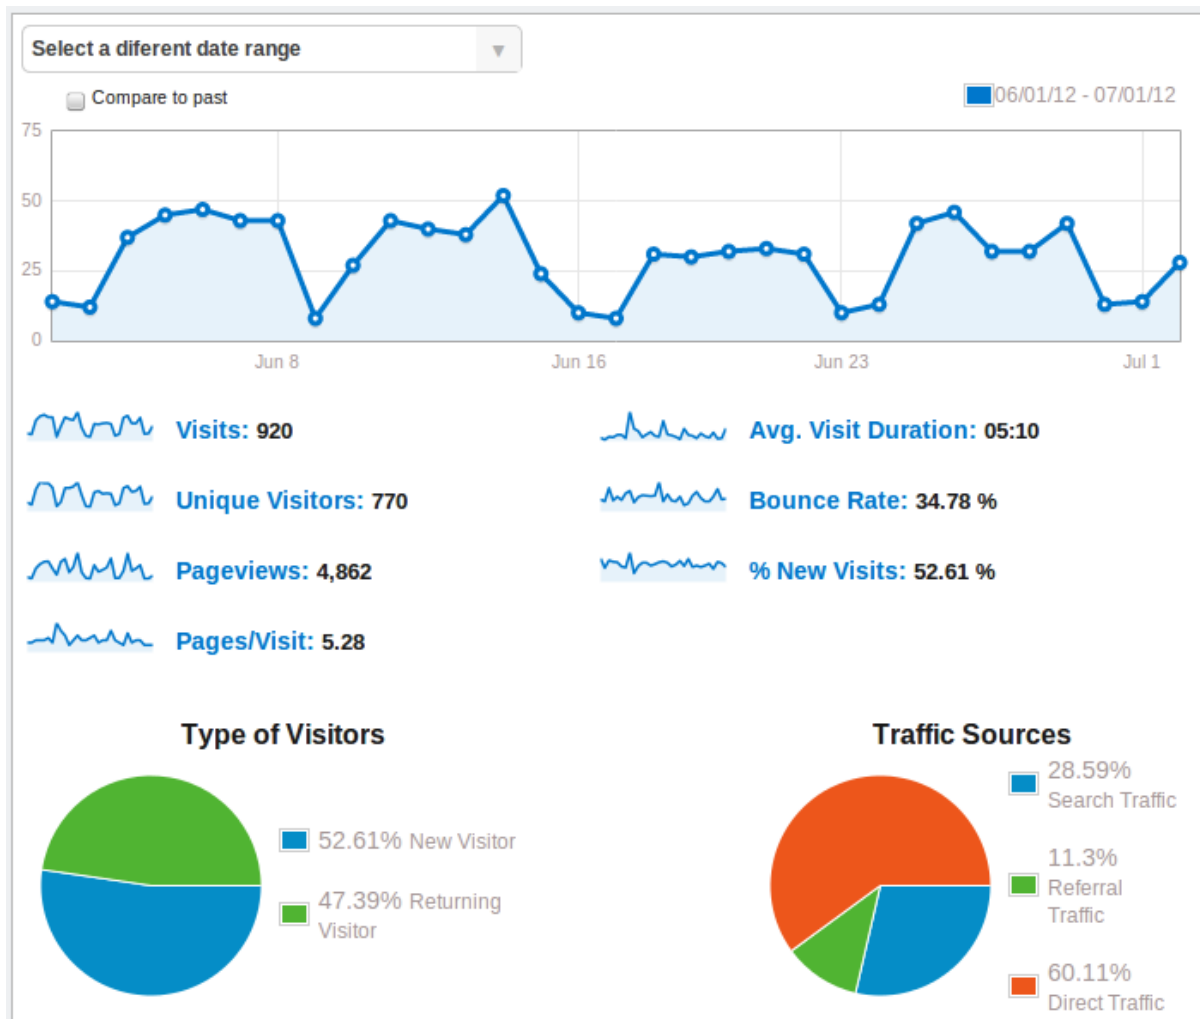 Select a diferent date range
Compare to past
06/01/12 - 07/01/12
75
50
25
0
Jun 8
Jun 16
Jun 23
Jul 1
Visits: 920
Avg. Visit Duration: 05:10
Unique Visitors: 770
Bounce Rate: 34.78 %
Pageviews: 4,862
% New Visits: 52.61 %
Pages/Visit: 5.28
Type of Visitors
52.61% New Visitor
47.39% Returning
Visitor
Traffic Sources
28.59%
Search Traffic
11.3%
Referral
Traffic
60.11%
Direct Traffic